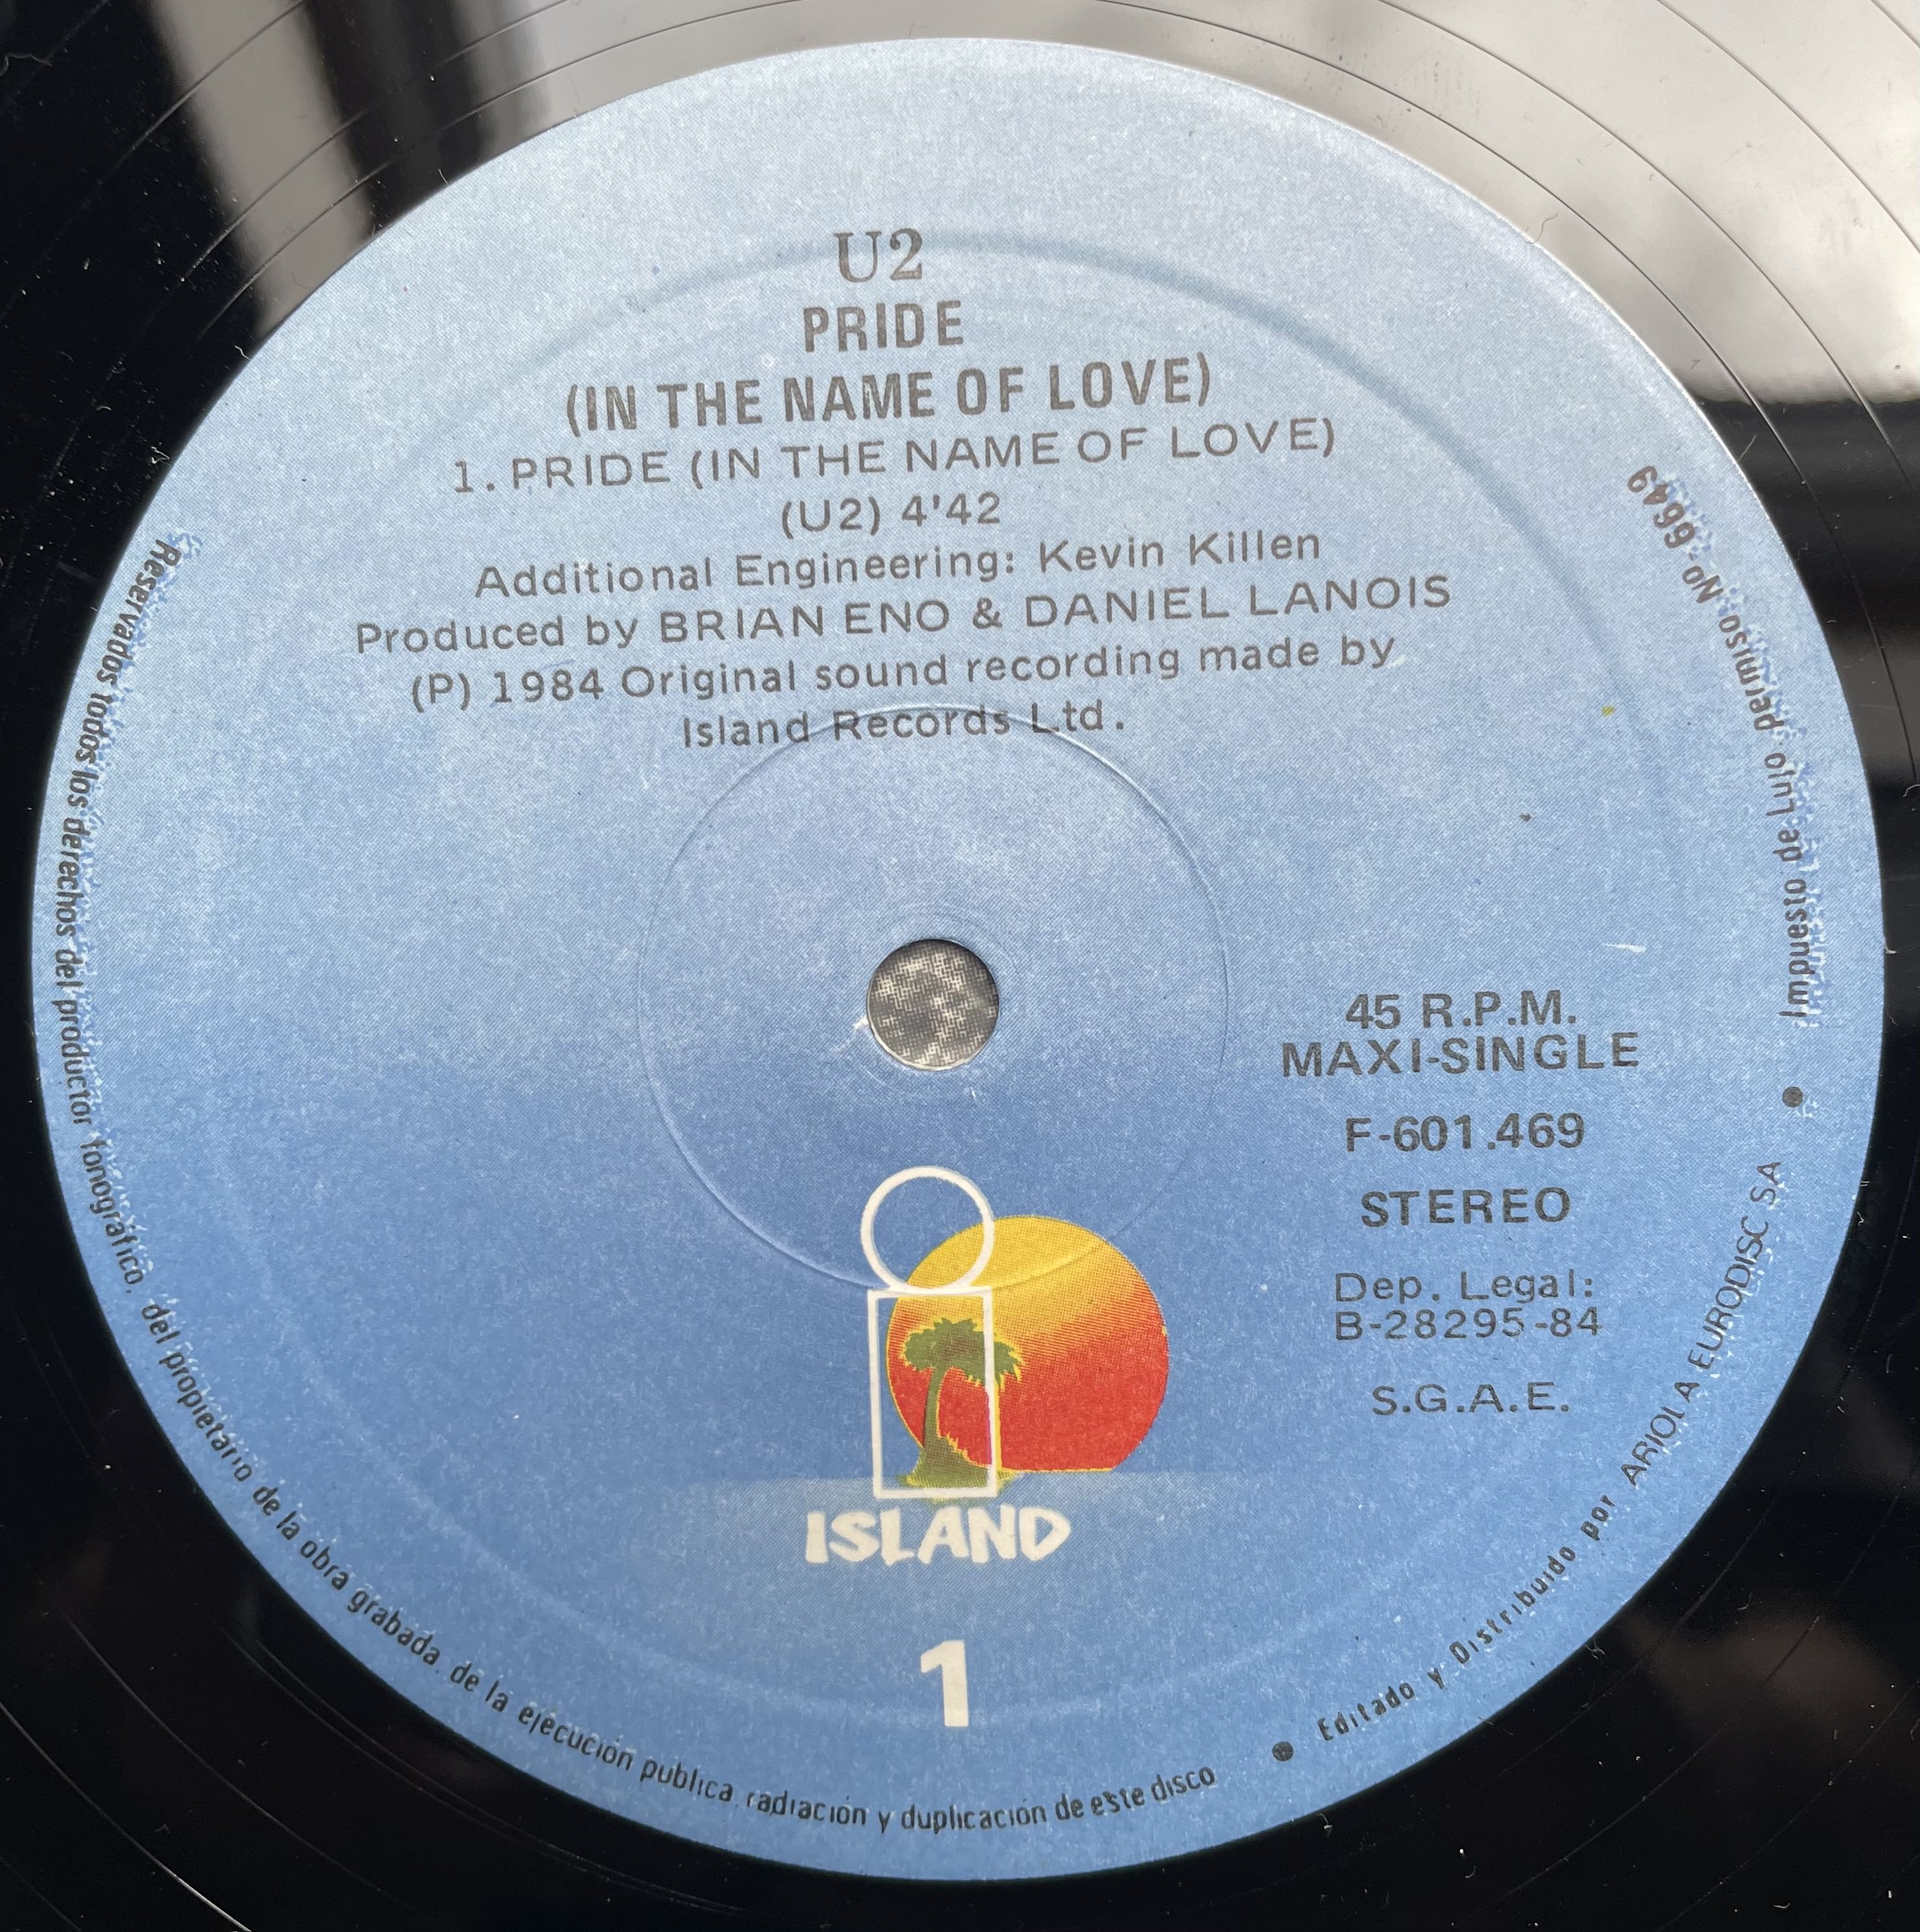 U2
PRIDE
(IN THE NAME OF LOVE)
1. PRIDE (IN THE NAME OF LOVE)
(U2) 4'42
Additional Engineering: Kevin Killen
Produced by BRIAN ENO & DANIEL LANOIS
(P) 1984 Original sound recording made by
Island Records Ltd.
45 R.P.M.
MAXI-SINGLE
F-601.469
STEREO
Dep. Legal:
B-28295-84
S.G.A.E.
ISLAND
1
Reservados todos los derechos del productor fonográfico, del propietario de la obra grabada, de la ejecución publica, radiación y duplicación de este disco ● Editado y Distribuido por ARIOLA EURODISC SA ● Impuesto de Lujo permiso No 66649